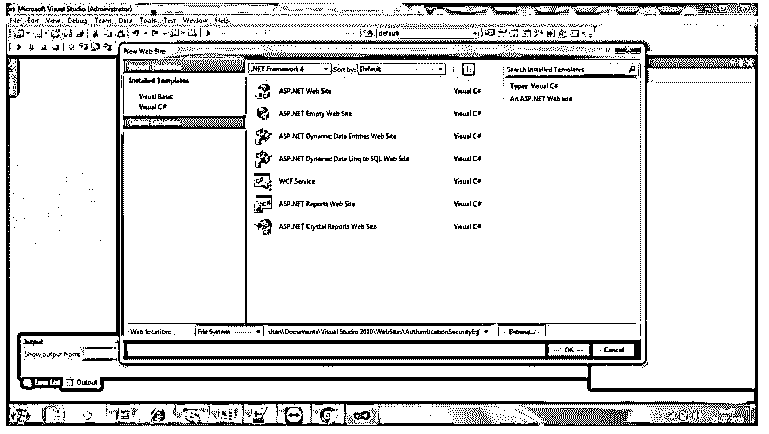 Microsoft Visual Studio (Administrator)
File Edit View Debug Team Data Tools Test Window Help
default
New Web Site
.NET Framework 4 Sort by: Default
Search Installed Templates
Installed Templates
Visual Basic
Visual C#
ASP.NET Web Site Visual C#
ASP.NET Empty Web Site Visual C#
ASP.NET Dynamic Data Entities Web Site Visual C#
ASP.NET Dynamic Data Linq to SQL Web Site Visual C#
WCF Service Visual C#
ASP.NET Reports Web Site Visual C#
ASP.NET Crystal Reports Web Site Visual C#
Type: Visual C#
An ASP.NET Web site
Web location: File System \Documents\Visual Studio 2010\WebSites\AuthenticationSecurityEg Browse...
OK Cancel
Output
Show output from:
Error List Output